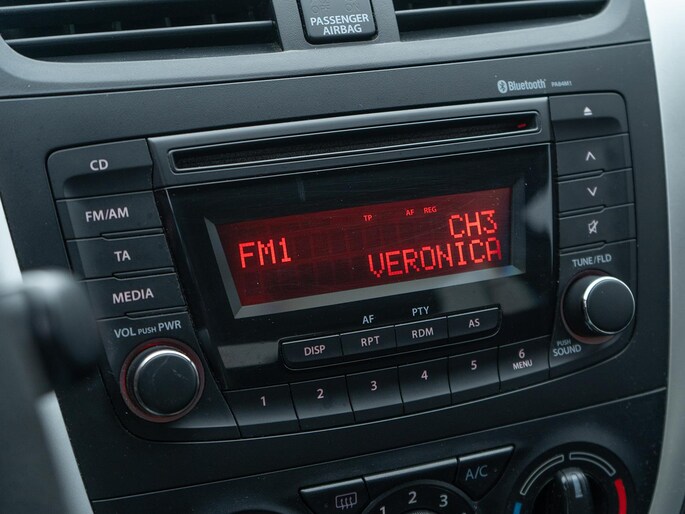 PASSENGER
AIRBAG
Bluetooth
CD
FM/AM
TA
MEDIA
VOL PUSH PWR
TP AF REG
FM1
CH3
VERONICA
TUNE/FLD
PUSH
SOUND
AF PTY
DISP RPT RDM AS
1 2 3 4 5 6
MENU
A/C
1 2 3